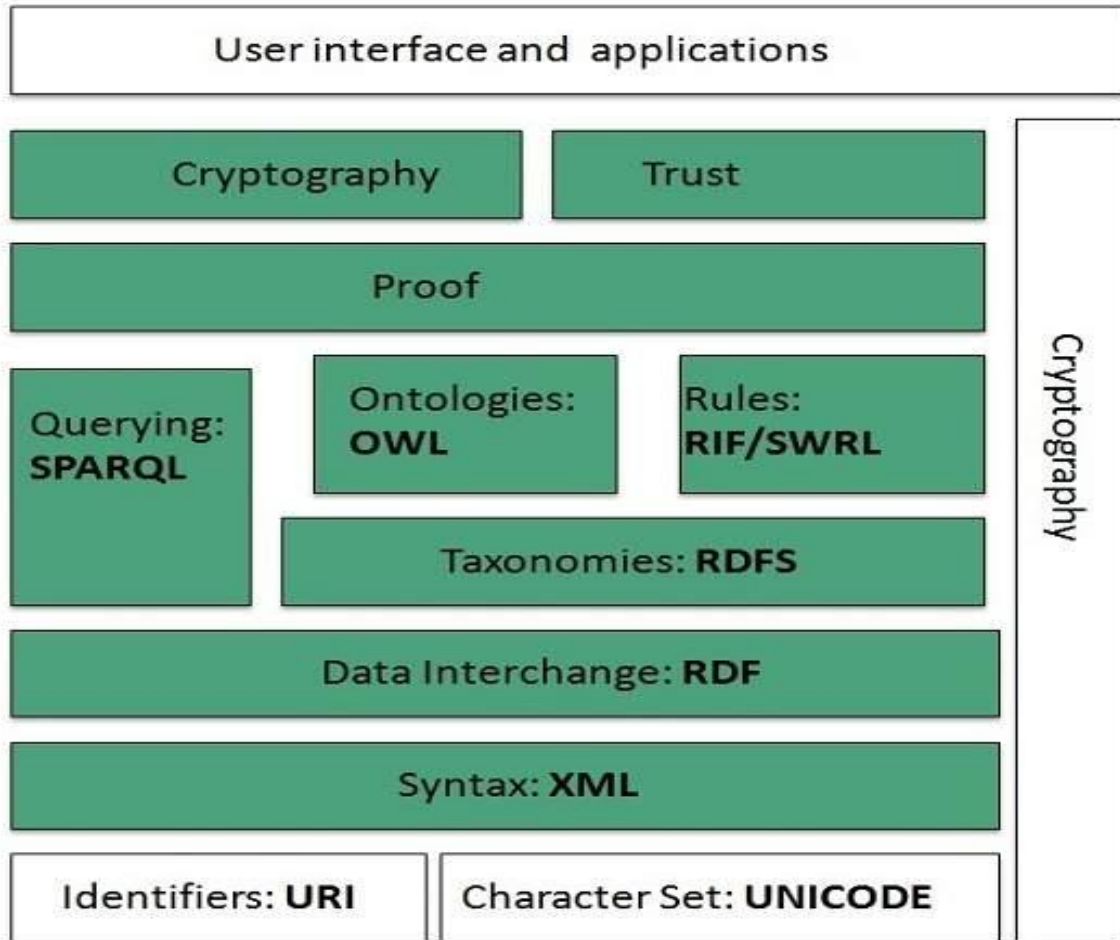 User interface and applications
Cryptography
Trust
Proof
Querying:
SPARQL
Ontologies:
OWL
Rules:
RIF/SWRL
Taxonomies: RDFS
Data Interchange: RDF
Syntax: XML
Identifiers: URI
Character Set: UNICODE
Cryptography